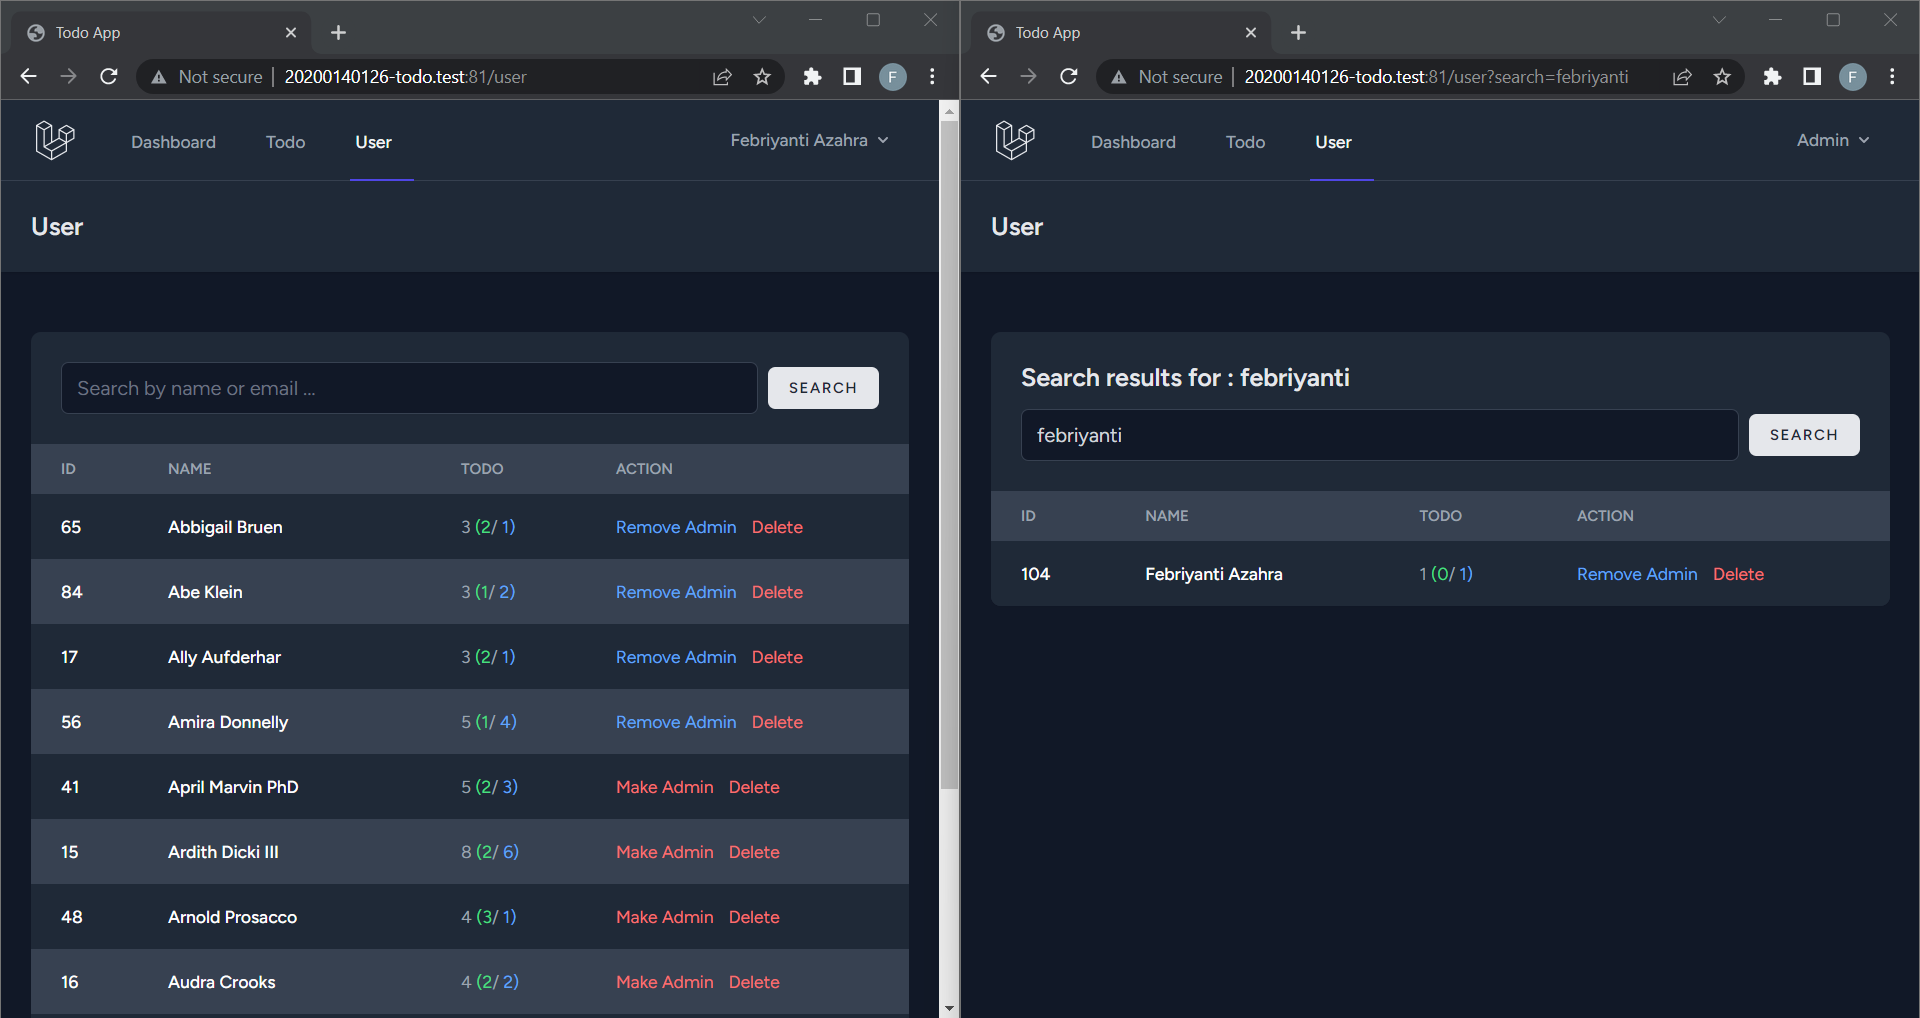 Todo App
Not secure | 20200140126-todo.test:81/user
F
Dashboard Todo User Febriyanti Azahra
User
Search by name or email ... SEARCH
ID NAME TODO ACTION
65 Abbigail Bruen 3 (2/ 1) Remove Admin Delete
84 Abe Klein 3 (1/ 2) Remove Admin Delete
17 Ally Aufderhar 3 (2/ 1) Remove Admin Delete
56 Amira Donnelly 5 (1/ 4) Remove Admin Delete
41 April Marvin PhD 5 (2/ 3) Make Admin Delete
15 Ardith Dicki III 8 (2/ 6) Make Admin Delete
48 Arnold Prosacco 4 (3/ 1) Make Admin Delete
16 Audra Crooks 4 (2/ 2) Make Admin Delete
Todo App
Not secure | 20200140126-todo.test:81/user?search=febriyanti
F
Dashboard Todo User Admin
User
Search results for : febriyanti
febriyanti SEARCH
ID NAME TODO ACTION
104 Febriyanti Azahra 1 (0/ 1) Remove Admin Delete